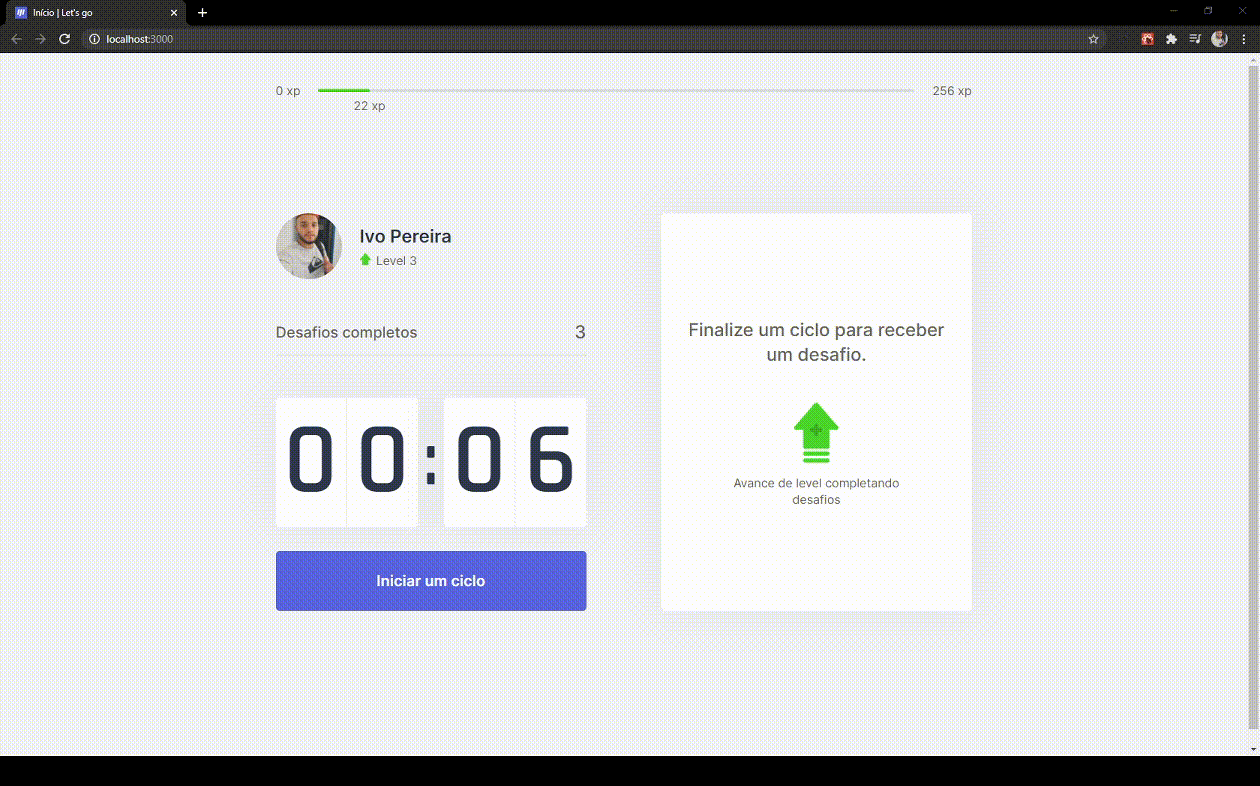 Início | Let's go
localhost:3000
0 xp
256 xp
22 xp
Ivo Pereira
Level 3
Desafios completos 3
00:06
Iniciar um ciclo
Finalize um ciclo para receber
um desafio.
Avance de level completando
desafios